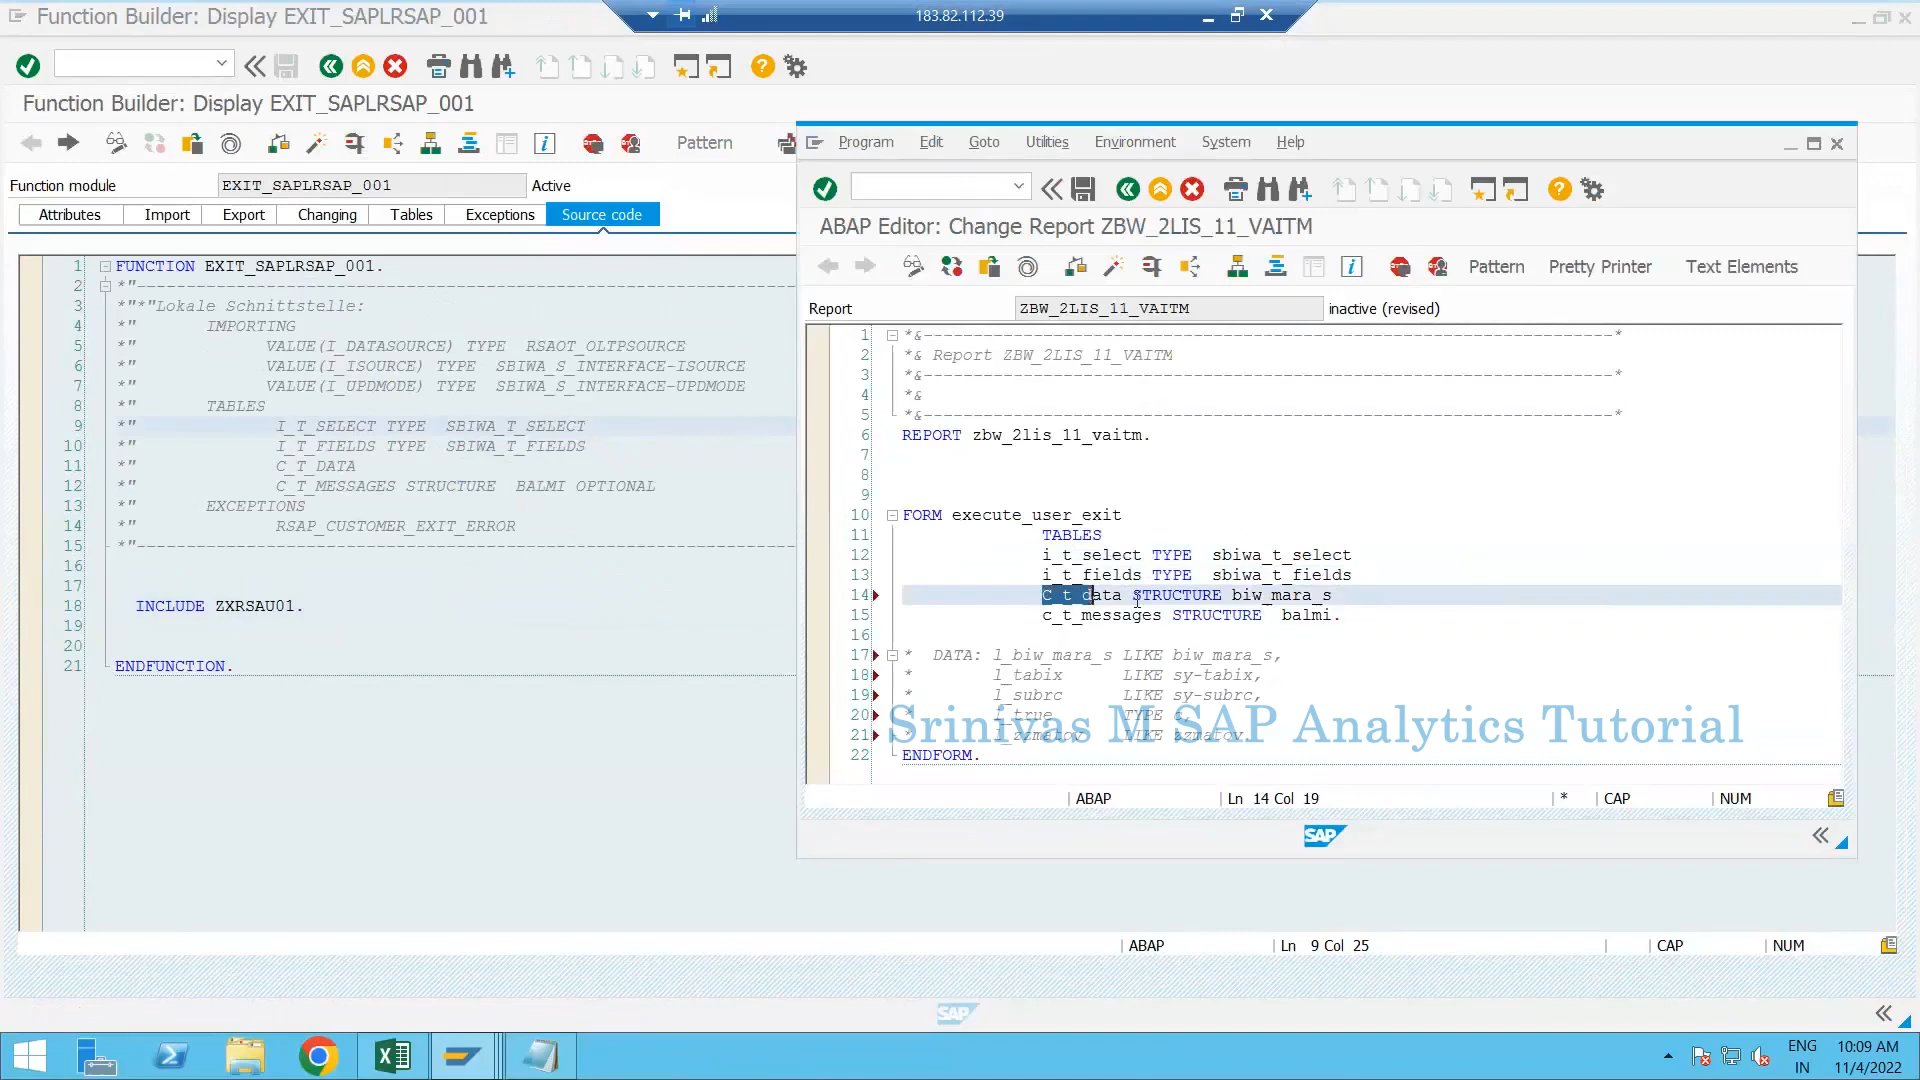 Function Builder: Display EXIT_SAPLRSAP_001
183.82.112.39
Function Builder: Display EXIT_SAPLRSAP_001
Pattern
Function module EXIT_SAPLRSAP_001 Active
Attributes Import Export Changing Tables Exceptions Source code
1 FUNCTION EXIT_SAPLRSAP_001.
2 *"----------------------------------------------------------------------
3 *"*"Lokale Schnittstelle:
4 *" IMPORTING
5 *" VALUE(I_DATASOURCE) TYPE RSAOT_OLTPSOURCE
6 *" VALUE(I_ISOURCE) TYPE SBIWA_S_INTERFACE-ISOURCE
7 *" VALUE(I_UPDMODE) TYPE SBIWA_S_INTERFACE-UPDMODE
8 *" TABLES
9 *" I_T_SELECT TYPE SBIWA_T_SELECT
10 *" I_T_FIELDS TYPE SBIWA_T_FIELDS
11 *" C_T_DATA
12 *" C_T_MESSAGES STRUCTURE BALMI OPTIONAL
13 *" EXCEPTIONS
14 *" RSAP_CUSTOMER_EXIT_ERROR
15 *"----------------------------------------------------------------------
16
17
18 INCLUDE ZXRSAU01.
19
20
21 ENDFUNCTION.
ABAP Ln 9 Col 25 CAP NUM
Program Edit Goto Utilities Environment System Help
ABAP Editor: Change Report ZBW_2LIS_11_VAITM
Pattern Pretty Printer Text Elements
Report ZBW_2LIS_11_VAITM inactive (revised)
1 *&---------------------------------------------------------------------*
2 *& Report ZBW_2LIS_11_VAITM
3 *&---------------------------------------------------------------------*
4 *&
5 *&---------------------------------------------------------------------*
6 REPORT zbw_2lis_11_vaitm.
7
8
9
10 FORM execute_user_exit
11 TABLES
12 i_t_select TYPE sbiwa_t_select
13 i_t_fields TYPE sbiwa_t_fields
14 C_t_data STRUCTURE biw_mara_s
15 c_t_messages STRUCTURE balmi.
16
17 * DATA: l_biw_mara_s LIKE biw_mara_s,
18 * l_tabix LIKE sy-tabix,
19 * l_subrc LIKE sy-subrc,
20 * l_true TYPE c,
21 * l_zzmatov LIKE zzmatov.
22 ENDFORM.
Srinivas M SAP Analytics Tutorial
ABAP Ln 14 Col 19 * CAP NUM
SAP
SAP
ENG 10:09 AM
IN 11/4/2022